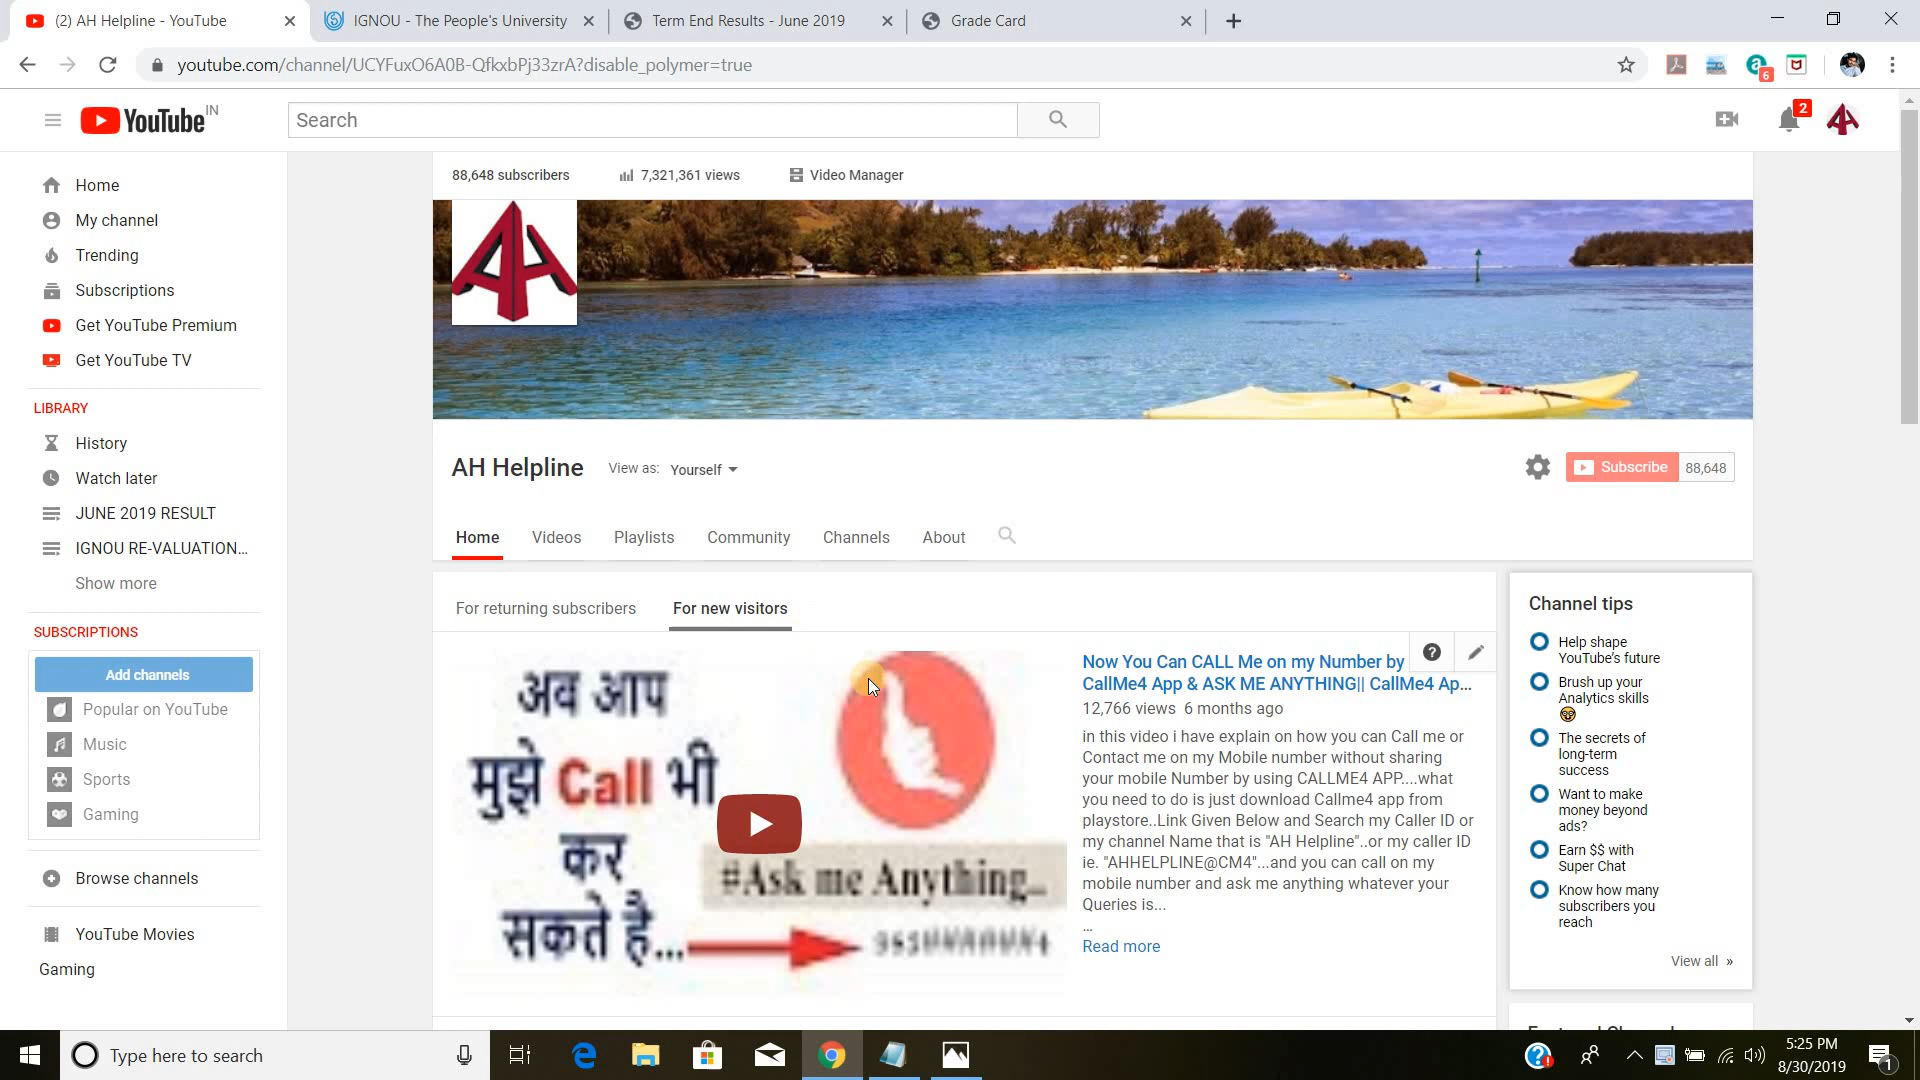 (2) AH Helpline - YouTube
IGNOU - The People's University
Term End Results - June 2019
Grade Card
youtube.com/channel/UCYFuxO6A0B-QfkxbPj33zrA?disable_polymer=true
6
YouTube IN
Search
2
Home
My channel
Trending
Subscriptions
Get YouTube Premium
Get YouTube TV
LIBRARY
History
Watch later
JUNE 2019 RESULT
IGNOU RE-VALUATION...
Show more
SUBSCRIPTIONS
Add channels
Popular on YouTube
Music
Sports
Gaming
Browse channels
YouTube Movies
Gaming
88,648 subscribers
7,321,361 views
Video Manager
AH Helpline
View as: Yourself
Subscribe 88,648
Home
Videos
Playlists
Community
Channels
About
For returning subscribers
For new visitors
अब आप
मुझे Call भी
कर
सकते है...
#Ask me Anything..
Now You Can CALL Me on my Number by
CallMe4 App & ASK ME ANYTHING|| CallMe4 Ap...
12,766 views 6 months ago
in this video i have explain on how you can Call me or
Contact me on my Mobile number without sharing
your mobile Number by using CALLME4 APP....what
you need to do is just download Callme4 app from
playstore..Link Given Below and Search my Caller ID or
my channel Name that is "AH Helpline"..or my caller ID
ie. "AHHELPLINE@CM4"...and you can call on my
mobile number and ask me anything whatever your
Queries is...
...
Read more
Channel tips
Help shape
YouTube's future
Brush up your
Analytics skills
The secrets of
long-term
success
Want to make
money beyond
ads?
Earn $$ with
Super Chat
Know how many
subscribers you
reach
View all »
Type here to search
5:25 PM
8/30/2019
1